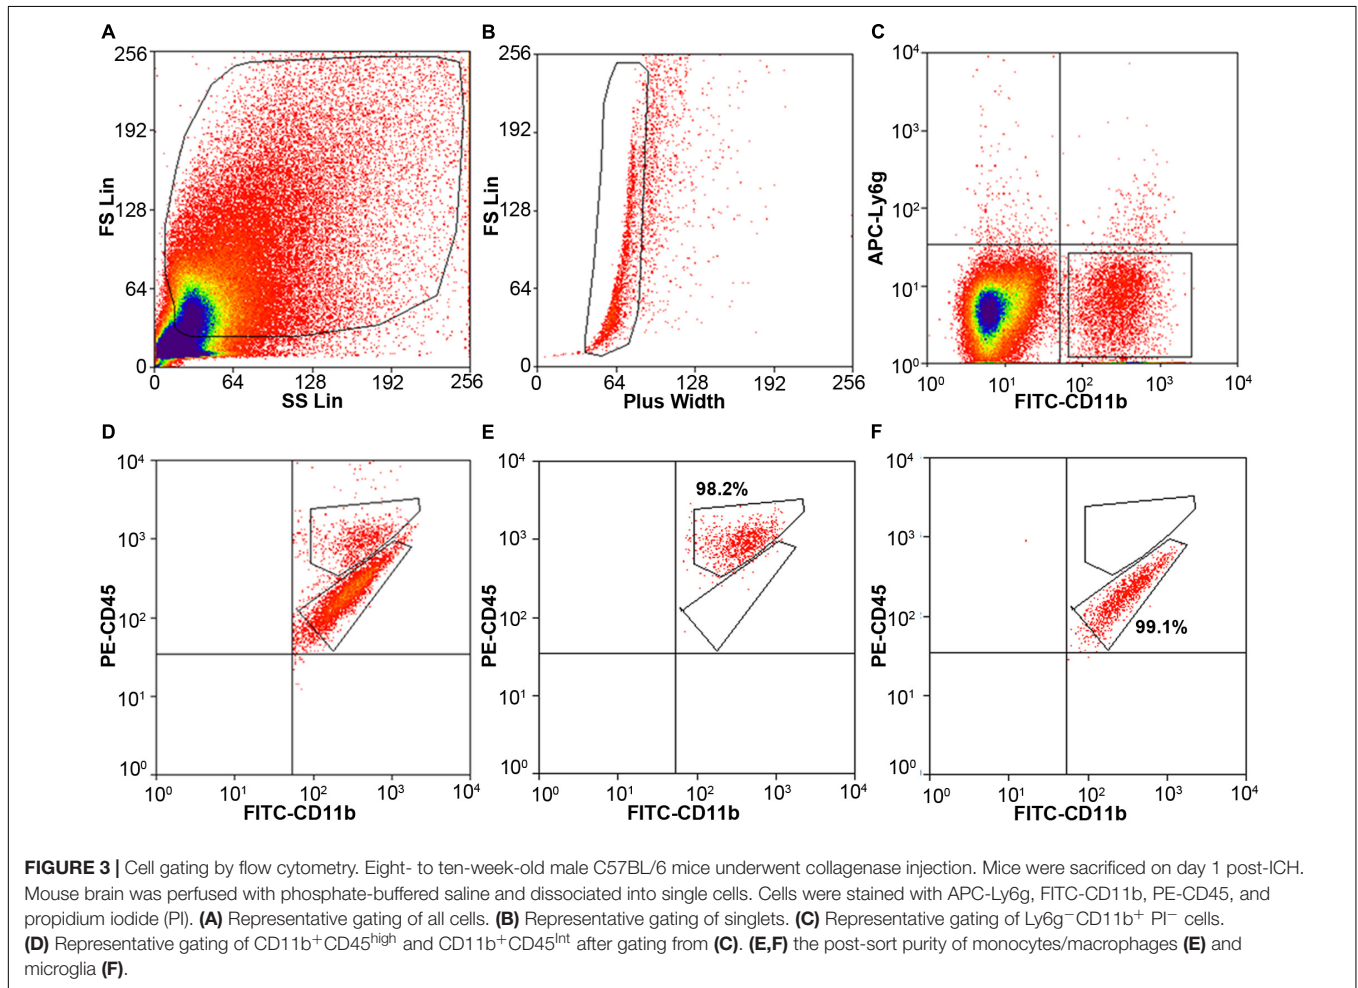 A
B
C
256
192
128
64
0
FS Lin
0 64 128 192 256
SS Lin
256
192
128
64
0
FS Lin
0 64 128 192 256
Plus Width
10⁴
10³
10²
10¹
10⁰
APC-Ly6g
10⁰ 10¹ 10² 10³ 10⁴
FITC-CD11b
D
E
F
10⁴
10³
10²
10¹
10⁰
PE-CD45
10⁰ 10¹ 10² 10³ 10⁴
FITC-CD11b
98.2%
10⁴
10³
10²
10¹
10⁰
PE-CD45
10⁰ 10¹ 10² 10³ 10⁴
FITC-CD11b
99.1%
10⁴
10³
10²
10¹
10⁰
PE-CD45
10⁰ 10¹ 10² 10³ 10⁴
FITC-CD11b
FIGURE 3 | Cell gating by flow cytometry. Eight- to ten-week-old male C57BL/6 mice underwent collagenase injection. Mice were sacrificed on day 1 post-ICH.
Mouse brain was perfused with phosphate-buffered saline and dissociated into single cells. Cells were stained with APC-Ly6g, FITC-CD11b, PE-CD45, and
propidium iodide (PI). (A) Representative gating of all cells. (B) Representative gating of singlets. (C) Representative gating of Ly6g⁻CD11b⁺ PI⁻ cells.
(D) Representative gating of CD11b⁺CD45ʰⁱᵍʰ and CD11b⁺CD45ᴵⁿᵗ after gating from (C). (E,F) the post-sort purity of monocytes/macrophages (E) and
microglia (F).